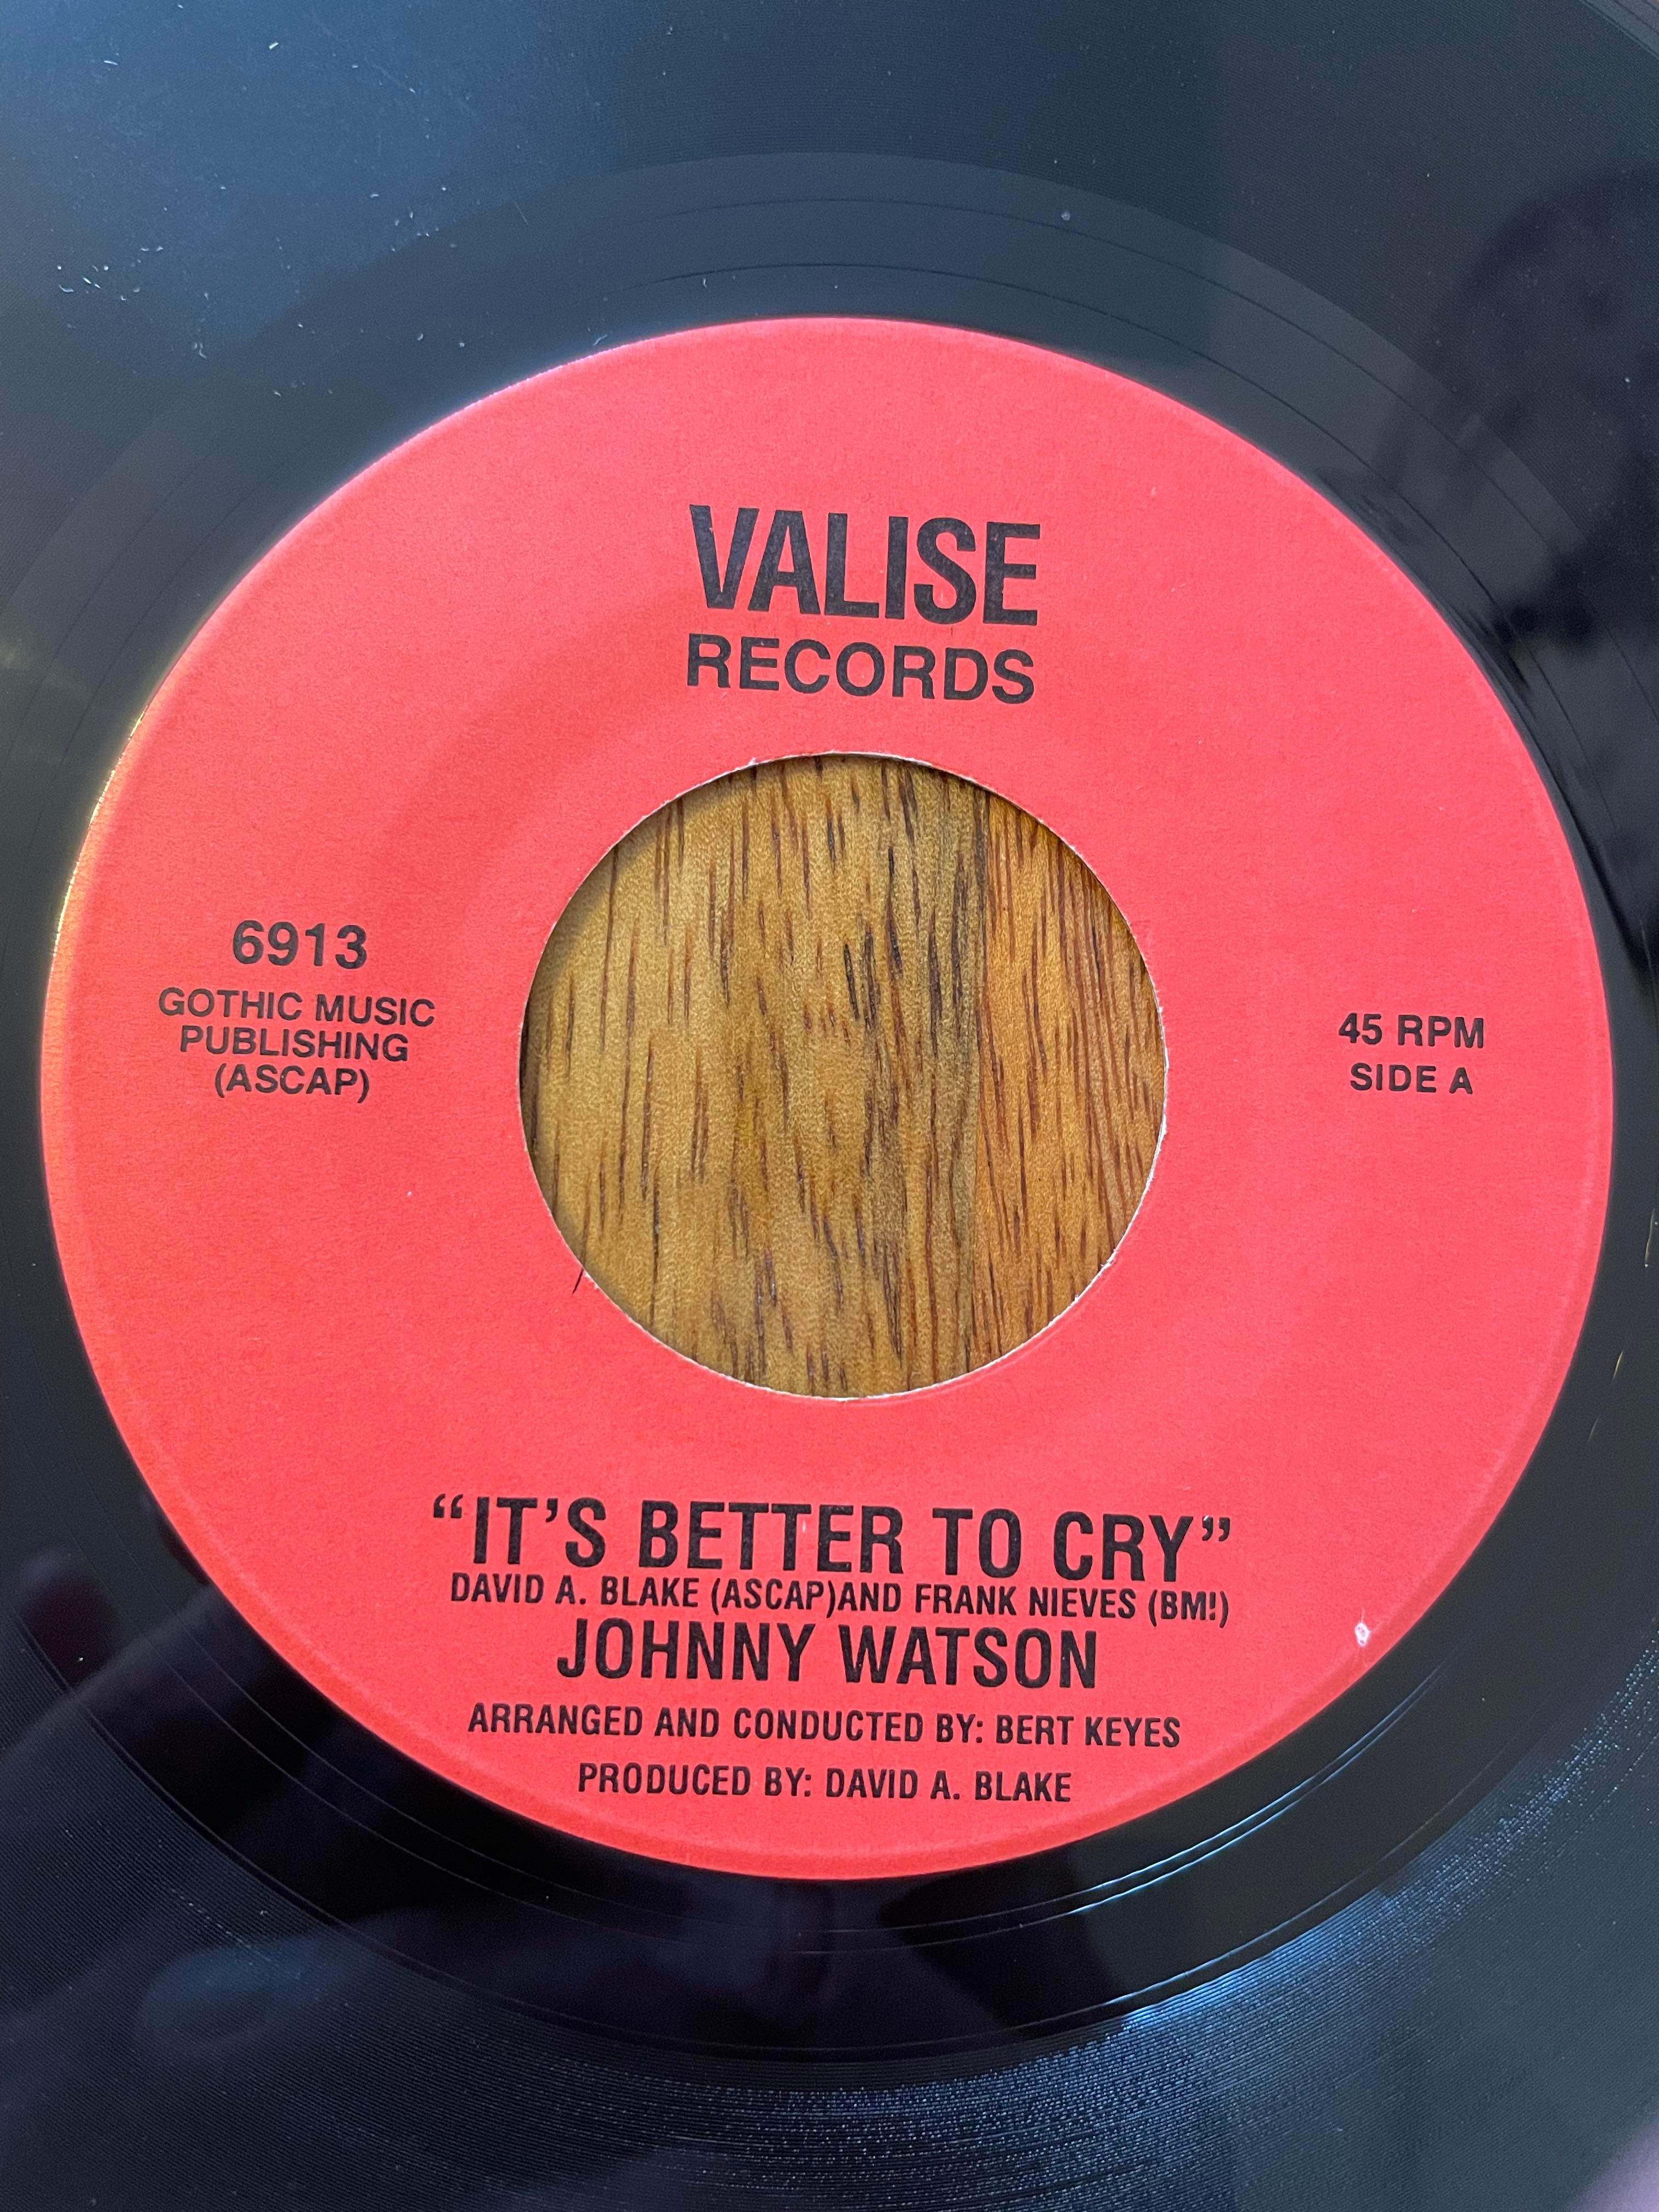 VALISE
RECORDS
6913
GOTHIC MUSIC
PUBLISHING
(ASCAP)
45 RPM
SIDE A
“IT’S BETTER TO CRY”
DAVID A. BLAKE (ASCAP)AND FRANK NIEVES (BM!)
JOHNNY WATSON
ARRANGED AND CONDUCTED BY: BERT KEYES
PRODUCED BY: DAVID A. BLAKE